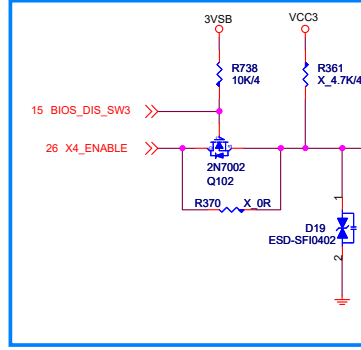 3VSB
VCC3
R738
10K/4
R361
X_4.7K/4
15 BIOS_DIS_SW3
26 X4_ENABLE
2N7002
Q102
R370 X_0R
1
D19
ESD-SFI0402
2